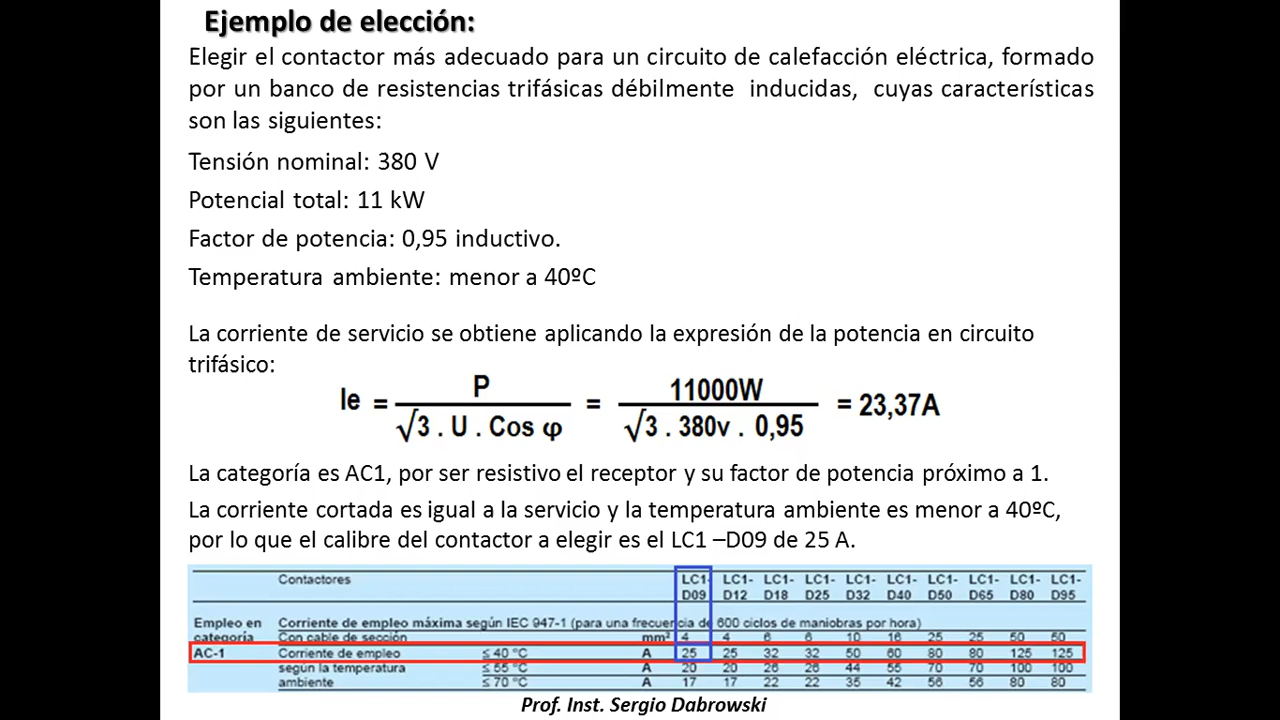 Ejemplo de elección:
Elegir el contactor más adecuado para un circuito de calefacción eléctrica, formado
por un banco de resistencias trifásicas débilmente inducidas, cuyas características
son las siguientes:
Tensión nominal: 380 V
Potencial total: 11 kW
Factor de potencia: 0,95 inductivo.
Temperatura ambiente: menor a 40ºC
La corriente de servicio se obtiene aplicando la expresión de la potencia en circuito
trifásico:
Ie = P / √3 . U . Cos φ = 11000W / √3 . 380v . 0,95 = 23,37A
La categoría es AC1, por ser resistivo el receptor y su factor de potencia próximo a 1.
La corriente cortada es igual a la servicio y la temperatura ambiente es menor a 40ºC,
por lo que el calibre del contactor a elegir es el LC1 –D09 de 25 A.
Contactores LC1- LC1- LC1- LC1- LC1- LC1- LC1- LC1- LC1- LC1-
D09 D12 D18 D25 D32 D40 D50 D65 D80 D95
Empleo en Corriente de empleo máxima según IEC 947-1 (para una frecuencia de 600 ciclos de maniobras por hora)
categoría Con cable de sección mm² 4 4 6 6 10 16 25 25 50 50
AC-1 Corriente de empleo ≤ 40 °C A 25 25 32 32 50 60 80 80 125 125
según la temperatura ≤ 55 °C A 20 20 26 26 44 55 70 70 100 100
ambiente ≤ 70 °C A 17 17 22 22 35 42 56 56 80 80
Prof. Inst. Sergio Dabrowski